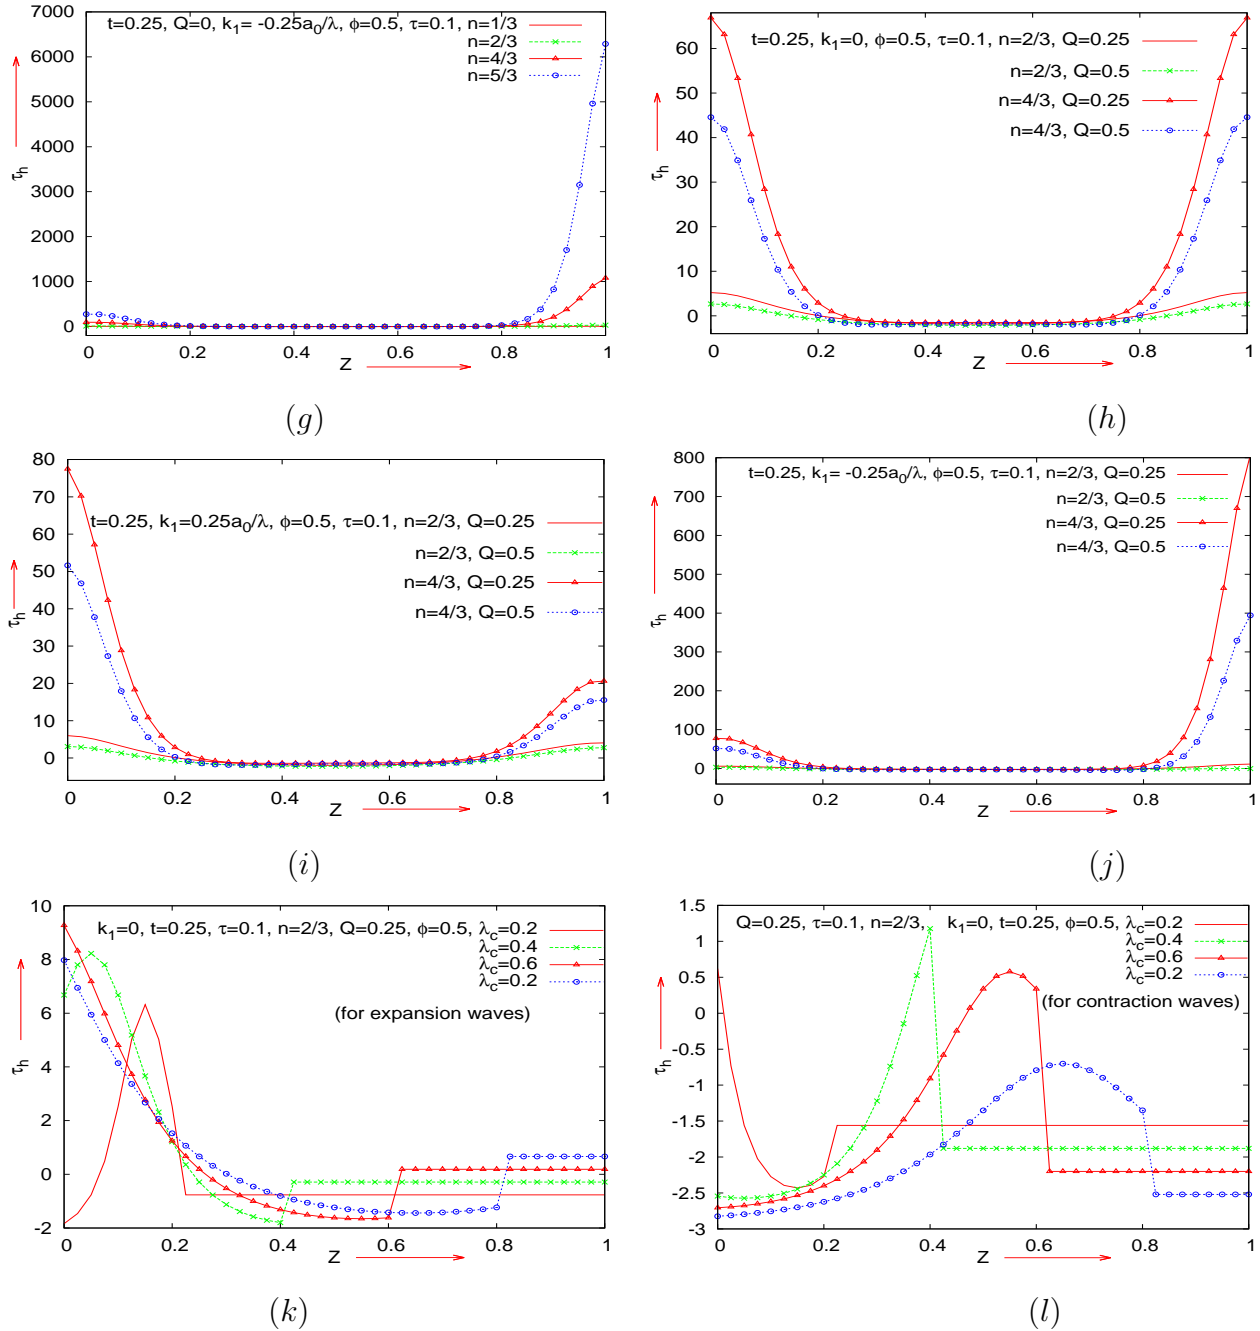 t=0.25, Q=0, k₁= -0.25a₀/λ, ϕ=0.5, τ=0.1, n=1/3
n=2/3
n=4/3
n=5/3
7000
6000
5000
4000
3000
2000
1000
0
τₕ
0 0.2 0.4 0.6 0.8 1
Z
(g)
t=0.25, k₁=0, ϕ=0.5, τ=0.1, n=2/3, Q=0.25
n=2/3, Q=0.5
n=4/3, Q=0.25
n=4/3, Q=0.5
60
50
40
30
20
10
0
τₕ
0 0.2 0.4 0.6 0.8 1
Z
(h)
t=0.25, k₁=0.25a₀/λ, ϕ=0.5, τ=0.1, n=2/3, Q=0.25
n=2/3, Q=0.5
n=4/3, Q=0.25
n=4/3, Q=0.5
80
70
60
50
40
30
20
10
0
τₕ
0 0.2 0.4 0.6 0.8 1
Z
(i)
t=0.25, k₁= -0.25a₀/λ, ϕ=0.5, τ=0.1, n=2/3, Q=0.25
n=2/3, Q=0.5
n=4/3, Q=0.25
n=4/3, Q=0.5
800
700
600
500
400
300
200
100
0
τₕ
0 0.2 0.4 0.6 0.8 1
Z
(j)
k₁=0, t=0.25, τ=0.1, n=2/3, Q=0.25, ϕ=0.5, λ_c=0.2
λ_c=0.4
λ_c=0.6
λ_c=0.2
(for expansion waves)
10
8
6
4
2
0
-2
τₕ
0 0.2 0.4 0.6 0.8 1
Z
(k)
Q=0.25, τ=0.1, n=2/3, k₁=0, t=0.25, ϕ=0.5, λ_c=0.2
λ_c=0.4
λ_c=0.6
λ_c=0.2
(for contraction waves)
1.5
1
0.5
0
-0.5
-1
-1.5
-2
-2.5
-3
τₕ
0 0.2 0.4 0.6 0.8 1
Z
(l)